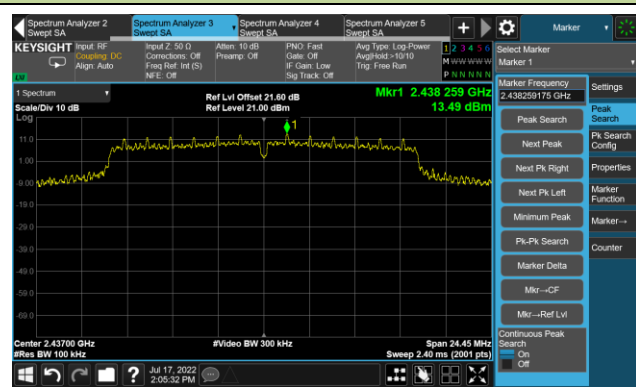 Spectrum Analyzer 2
Swept SA
Spectrum Analyzer 3
Swept SA
Spectrum Analyzer 4
Swept SA
Spectrum Analyzer 5
Swept SA
Marker
KEYSIGHT
Input: RF
Coupling: DC
Align: Auto
Input Z: 50 Ω
Corrections: Off
Freq Ref: Int (S)
NFE: Off
Atten: 10 dB
Preamp: Off
PNO: Fast
Gate: Off
IF Gain: Low
Sig Track: Off
Avg Type: Log-Power
Avg|Hold:>10/10
Trig: Free Run
1 2 3 4 5 6
M W W W W W
P N N N N N
Select Marker
Marker 1
1 Spectrum
Scale/Div 10 dB
Log
Ref Lvl Offset 21.60 dB
Ref Level 21.00 dBm
Mkr1 2.438 259 GHz
13.49 dBm
1
11.0
1.00
-9.00
-19.0
-29.0
-39.0
-49.0
-59.0
-69.0
Center 2.43700 GHz
#Res BW 100 kHz
#Video BW 300 kHz
Span 24.45 MHz
Sweep 2.40 ms (2001 pts)
Marker Frequency
2.438259175 GHz
Peak Search
Next Peak
Next Pk Right
Next Pk Left
Minimum Peak
Pk-Pk Search
Marker Delta
Mkr→CF
Mkr→Ref Lvl
Continuous Peak
Search
On
Off
Settings
Peak
Search
Pk Search
Config
Properties
Marker
Function
Marker→
Counter
?
Jul 17, 2022
2:05:32 PM